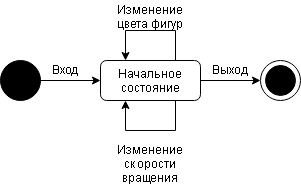 Изменение
цвета фигур
Вход
Начальное
состояние
Выход
Изменение
скорости
вращения